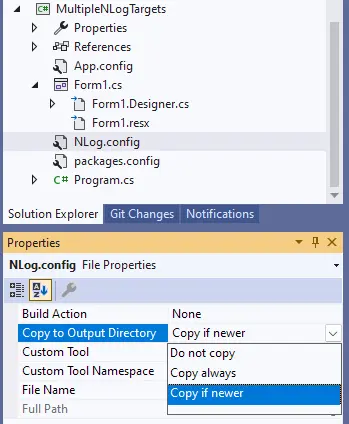 MultipleNLogTargets
Properties
References
App.config
Form1.cs
Form1.Designer.cs
Form1.resx
NLog.config
packages.config
C# Program.cs
Solution Explorer Git Changes Notifications
Properties
NLog.config File Properties
Build Action None
Copy to Output Directory Copy if newer
Custom Tool Do not copy
Custom Tool Namespace Copy always
File Name Copy if newer
Full Path